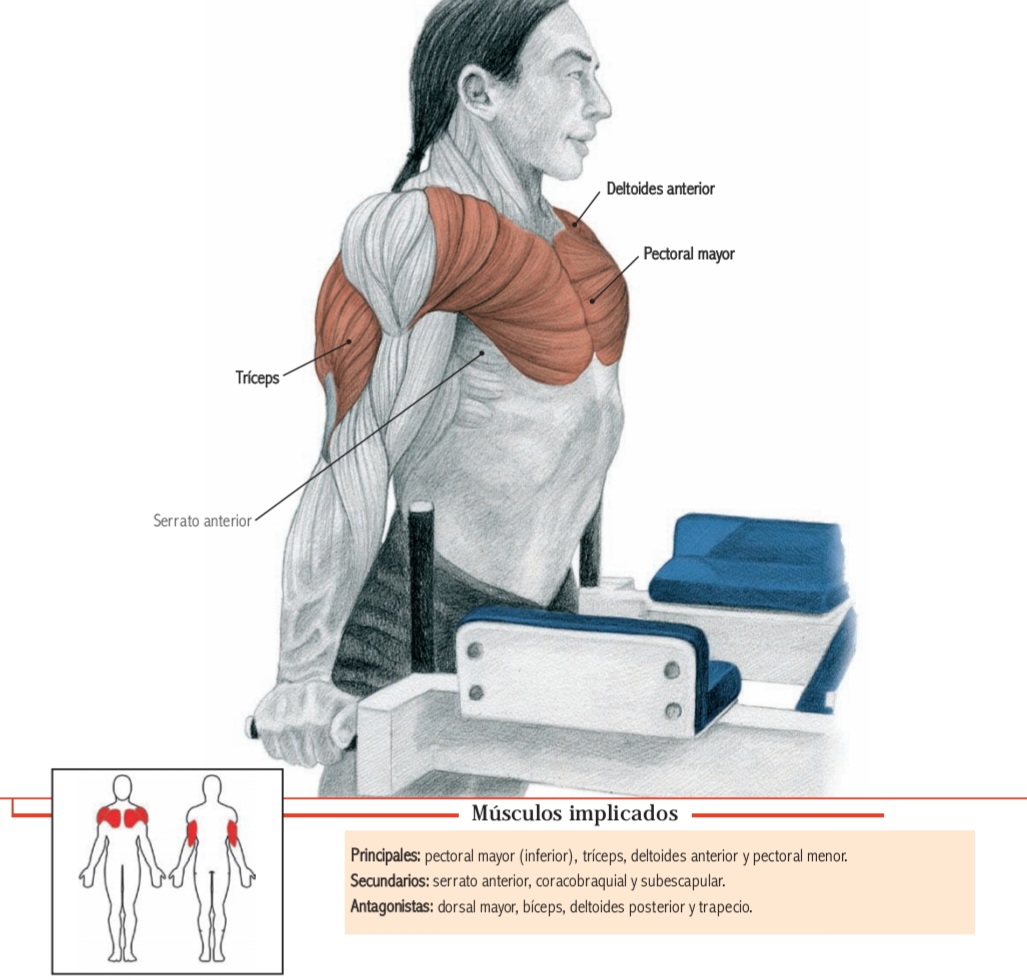 Deltoides anterior
Pectoral mayor
Tríceps
Serrato anterior
Músculos implicados
Principales: pectoral mayor (inferior), tríceps, deltoides anterior y pectoral menor.
Secundarios: serrato anterior, coracobraquial y subescapular.
Antagonistas: dorsal mayor, bíceps, deltoides posterior y trapecio.